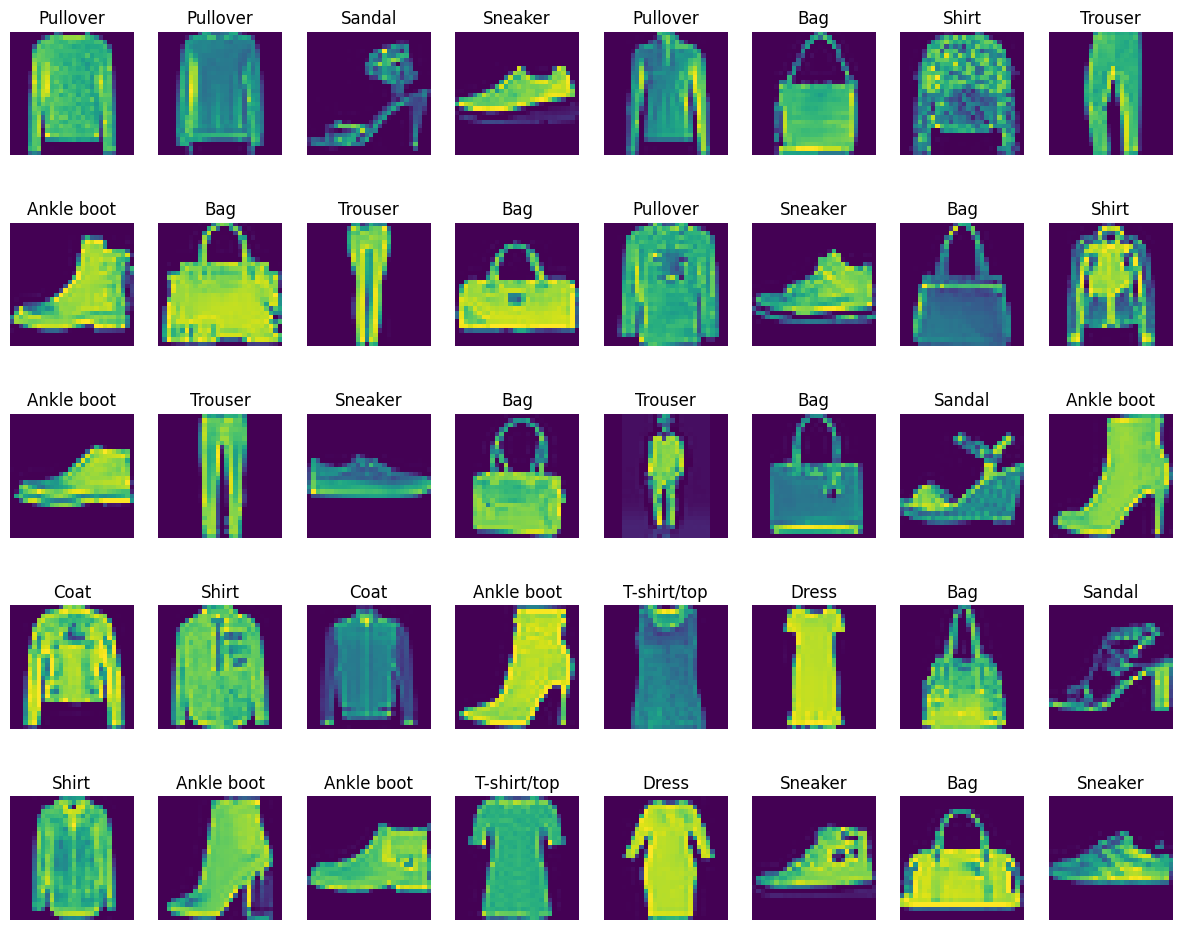 Pullover Pullover Sandal Sneaker Pullover Bag Shirt Trouser
Ankle boot Bag Trouser Bag Pullover Sneaker Bag Shirt
Ankle boot Trouser Sneaker Bag Trouser Bag Sandal Ankle boot
Coat Shirt Coat Ankle boot T-shirt/top Dress Bag Sandal
Shirt Ankle boot Ankle boot T-shirt/top Dress Sneaker Bag Sneaker